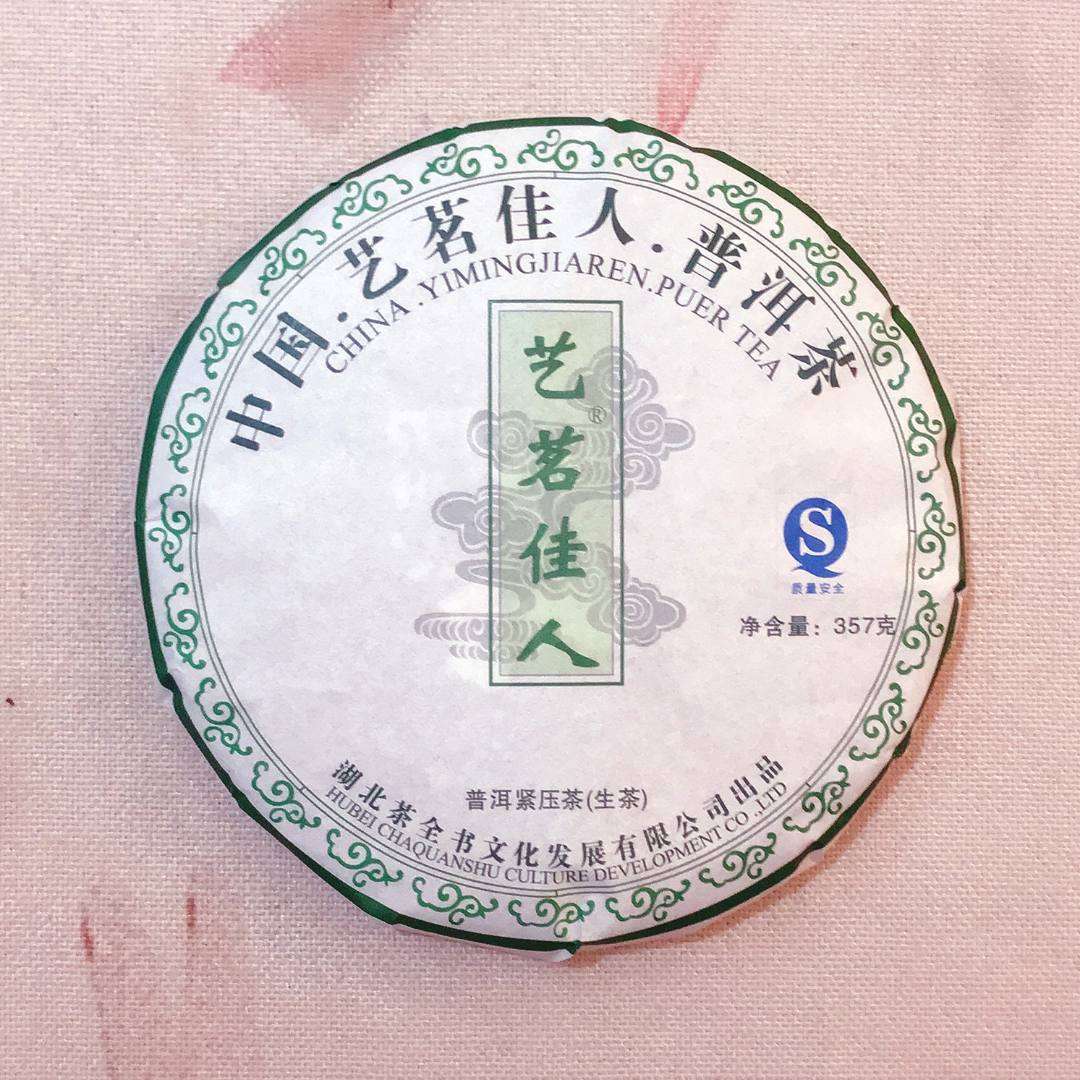 中国·艺茗佳人·普洱茶
CHINA .YIMINGJIAREN.PUER TEA
艺茗佳人
®
S
质量安全
净含量：357克
普洱紧压茶(生茶)
湖北茶全书文化发展有限公司出品
HUBEI CHAQUANSHU CULTURE DEVELOPMENT CO .,LTD